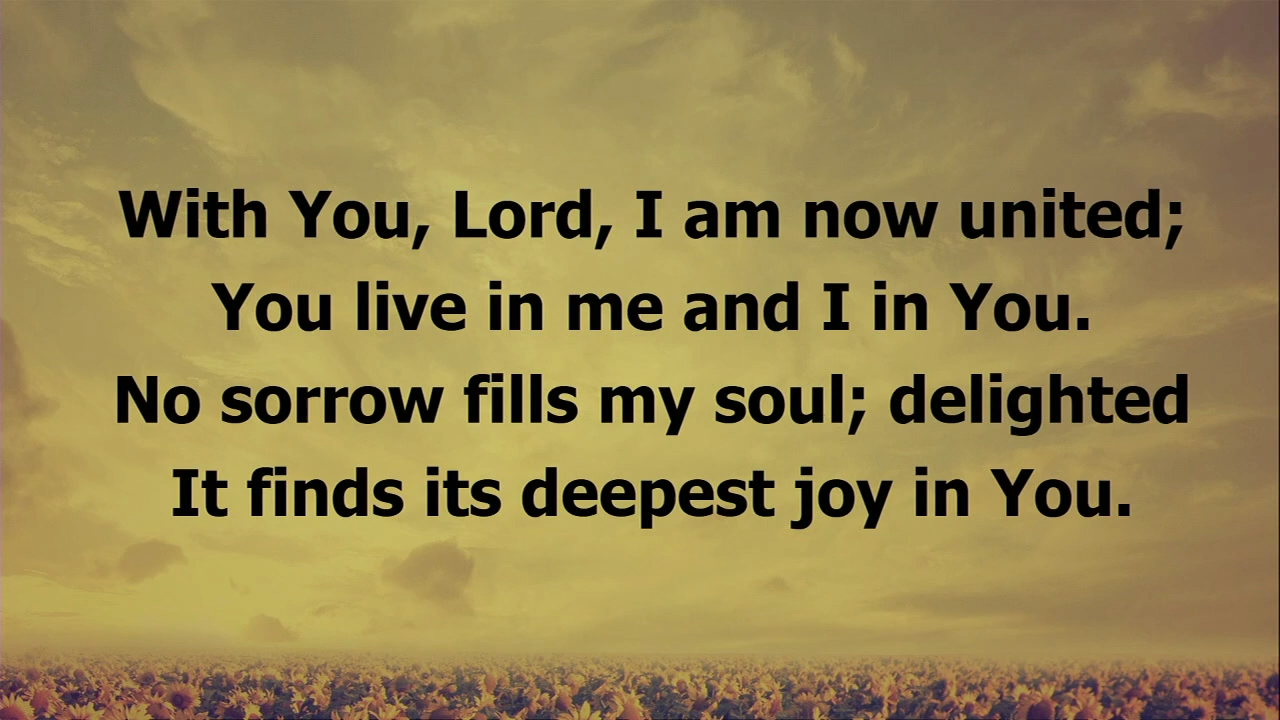 With You, Lord, I am now united;
You live in me and I in You.
No sorrow fills my soul; delighted
It finds its deepest joy in You.